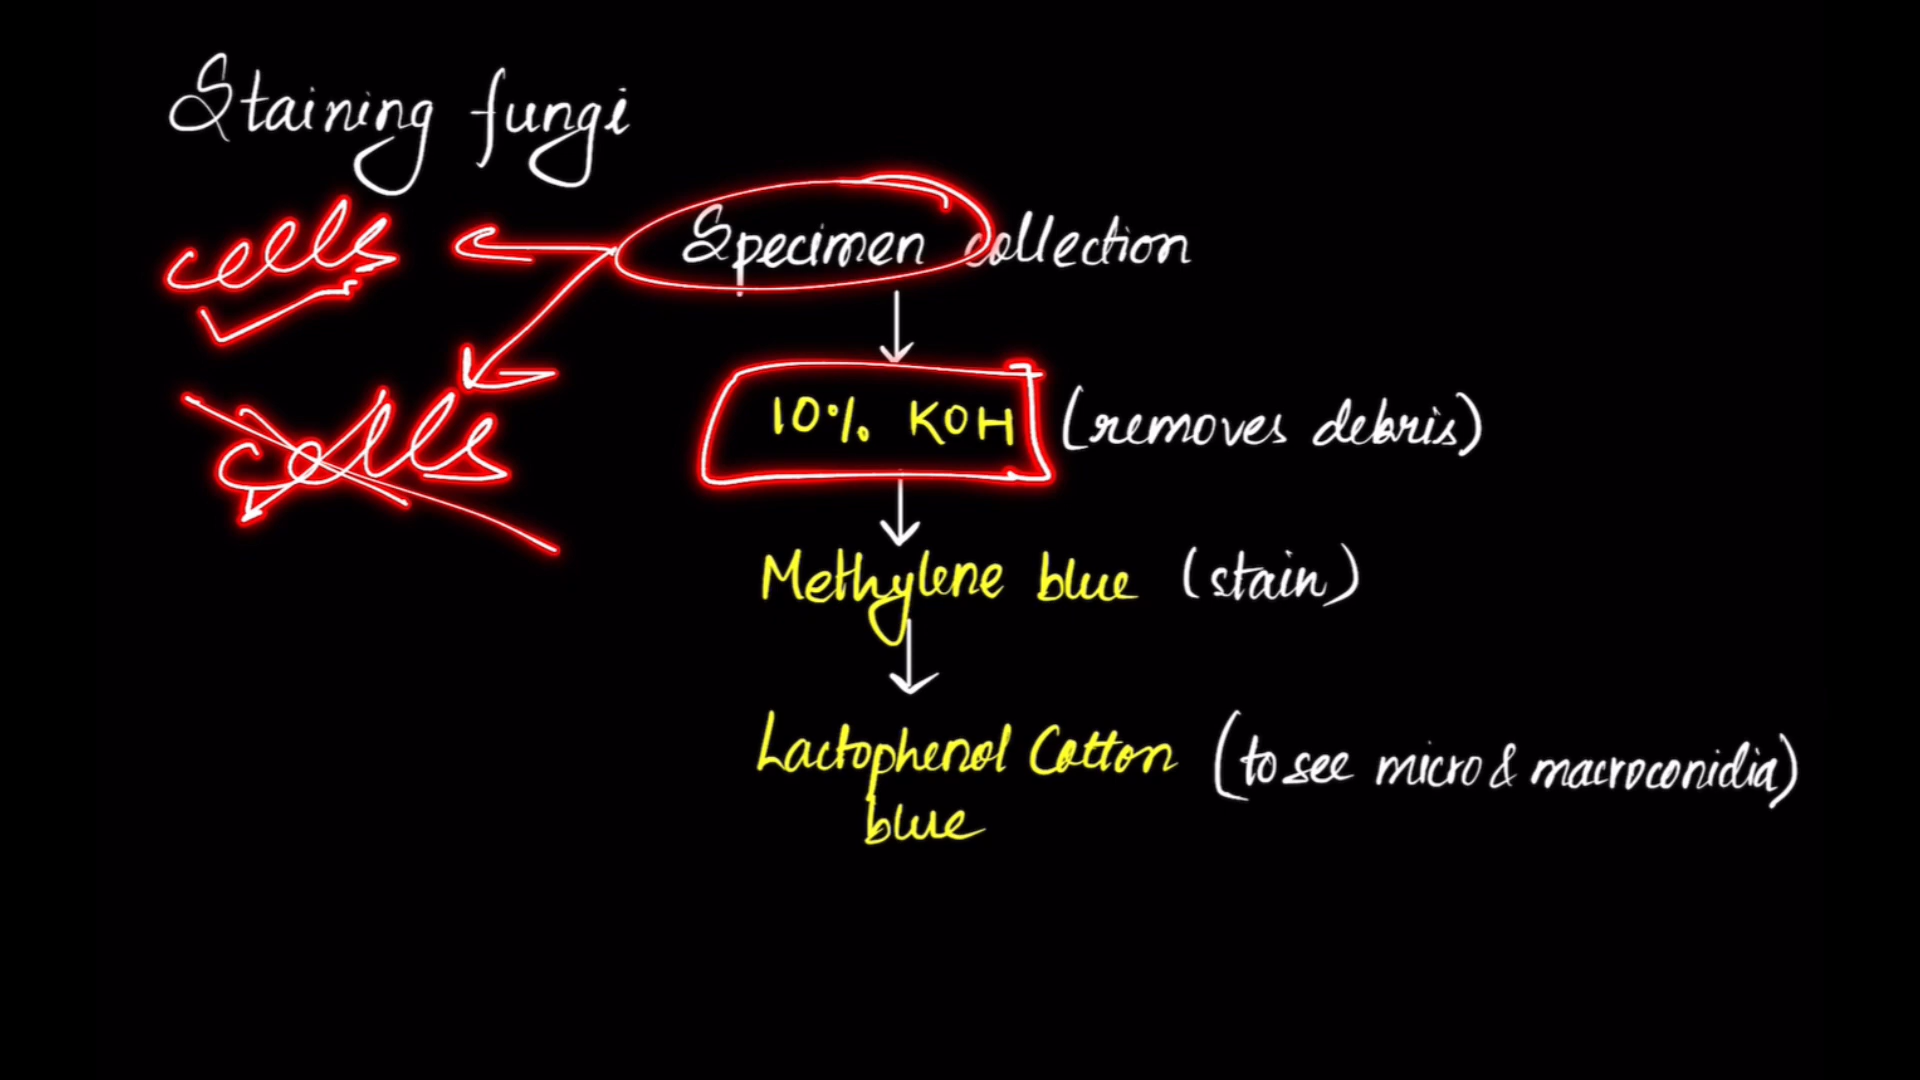 Staining fungi
cells
Specimen collection
10% KOH (removes debris)
cells
Methylene blue (stain)
Lactophenol Cotton (to see micro & macroconidia)
blue